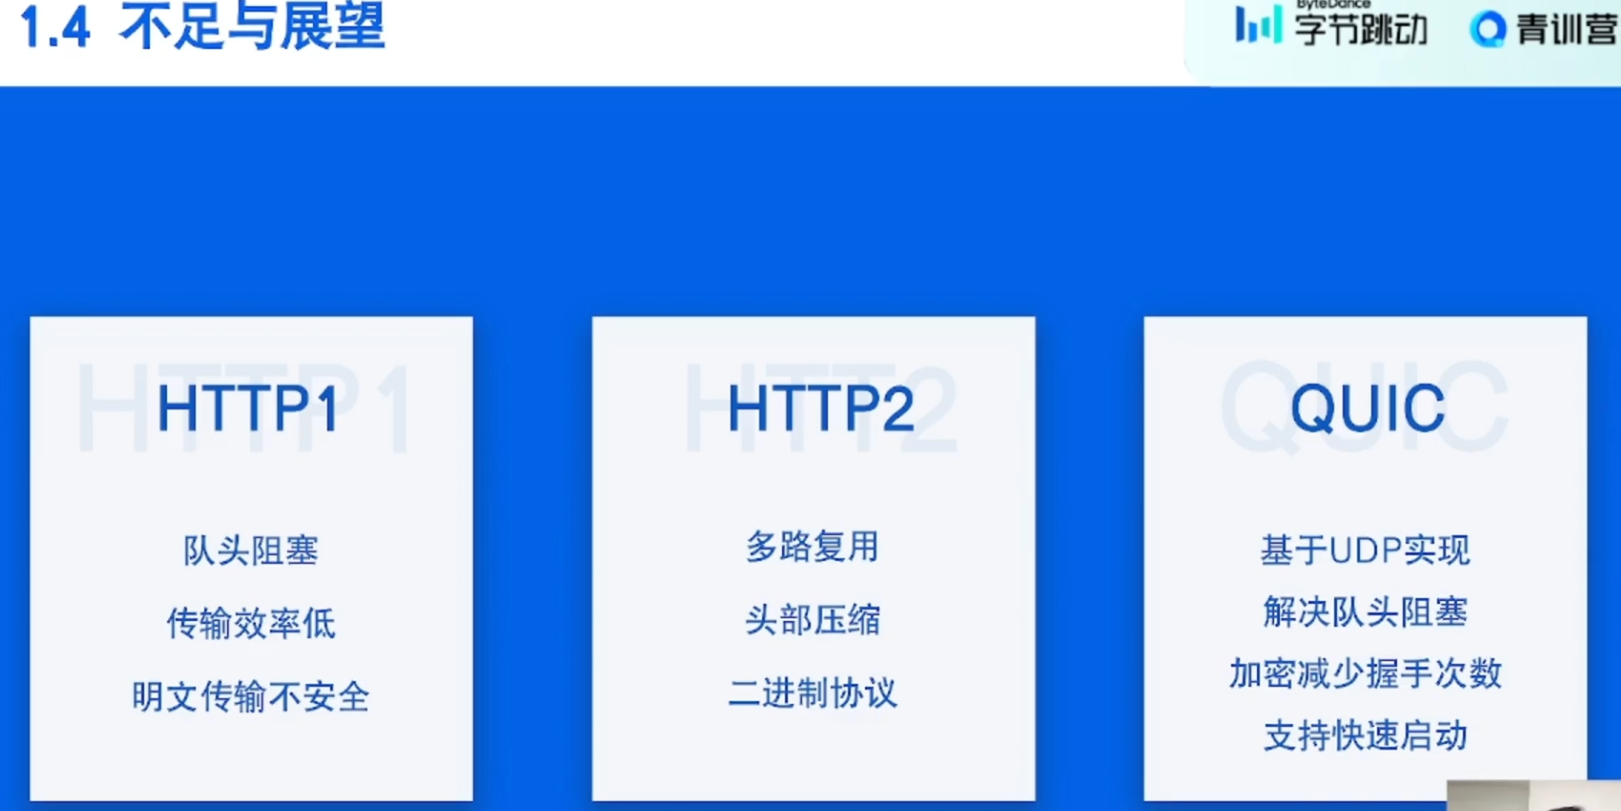 1.4 不足与展望
ByteDance
字节跳动
青训营
HTTP1
HTTP1
队头阻塞
传输效率低
明文传输不安全
HTTP2
HTTP2
多路复用
头部压缩
二进制协议
QUIC
QUIC
基于UDP实现
解决队头阻塞
加密减少握手次数
支持快速启动